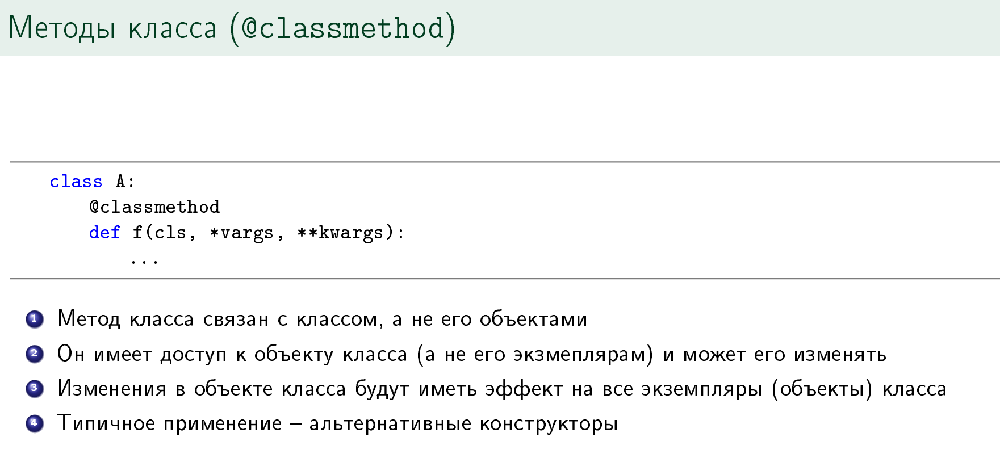 Методы класса (@classmethod)
class A:
@classmethod
def f(cls, *vargs, **kwargs):
...
1 Метод класса связан с классом, а не его объектами
2 Он имеет доступ к объекту класса (а не его экзмеплярам) и может его изменять
3 Изменения в объекте класса будут иметь эффект на все экземпляры (объекты) класса
4 Типичное применение – альтернативные конструкторы